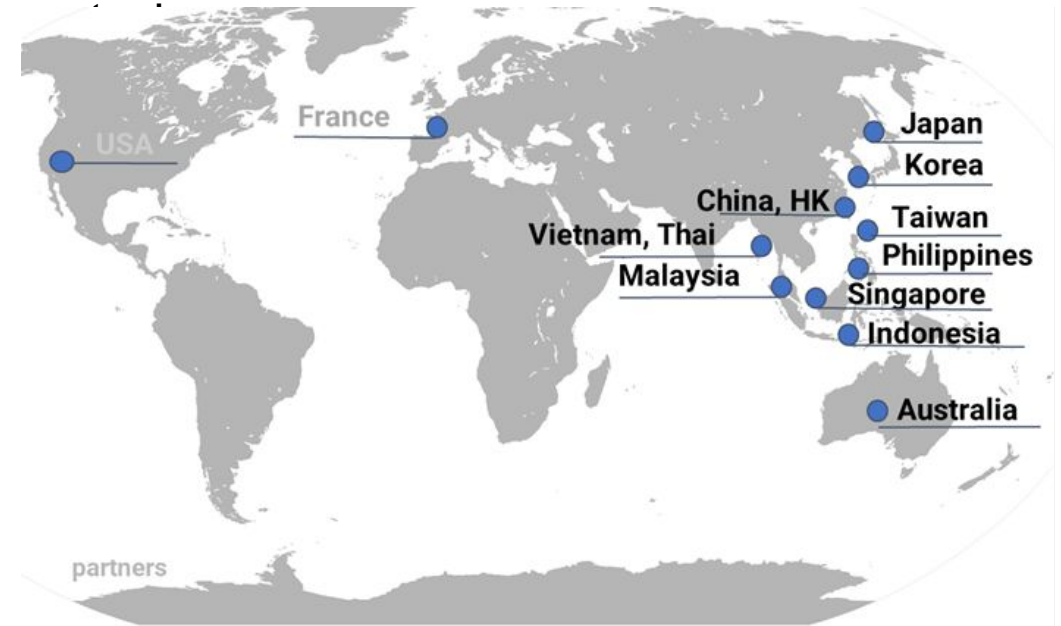 France
USA
Japan
Korea
China, HK
Taiwan
Vietnam, Thai
Philippines
Malaysia
Singapore
Indonesia
Australia
partners